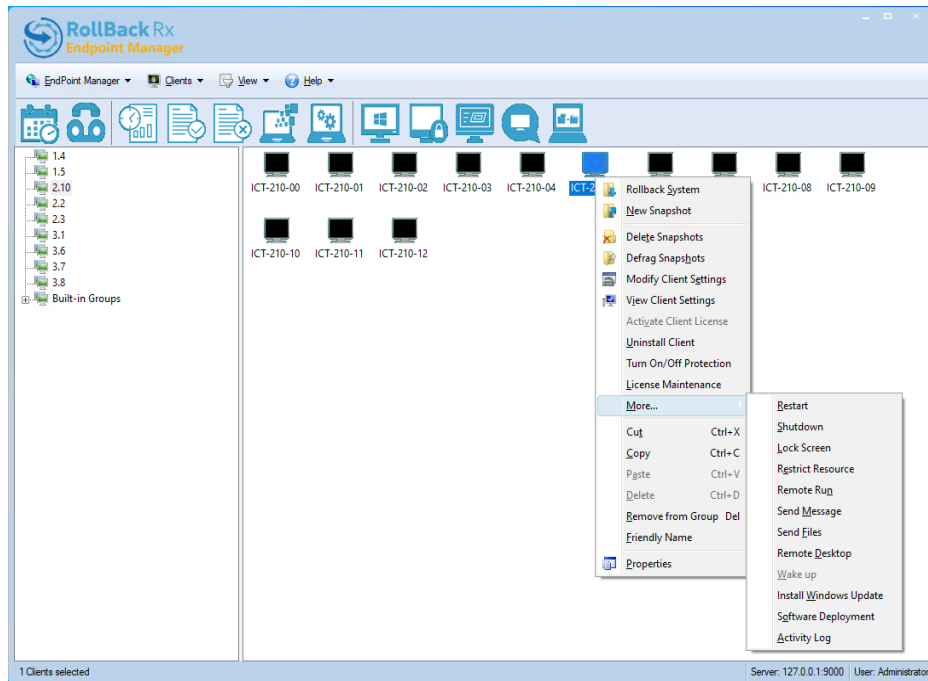 RollBack Rx
Endpoint Manager
EndPoint Manager Clients View Help
1.4
1.5
2.10
2.2
2.3
3.1
3.6
3.7
3.8
Built-in Groups
ICT-210-00 ICT-210-01 ICT-210-02 ICT-210-03 ICT-210-04 ICT-2 ICT-210-08 ICT-210-09
ICT-210-10 ICT-210-11 ICT-210-12
Rollback System
New Snapshot
Delete Snapshots
Defrag Snapshots
Modify Client Settings
View Client Settings
Activate Client License
Uninstall Client
Turn On/Off Protection
License Maintenance
More...
Cut Ctrl+X
Copy Ctrl+C
Paste Ctrl+V
Delete Ctrl+D
Remove from Group Del
Friendly Name
Properties
Restart
Shutdown
Lock Screen
Restrict Resource
Remote Run
Send Message
Send Files
Remote Desktop
Wake up
Install Windows Update
Software Deployment
Activity Log
1 Clients selected Server: 127.0.0.1:9000 User: Administrator